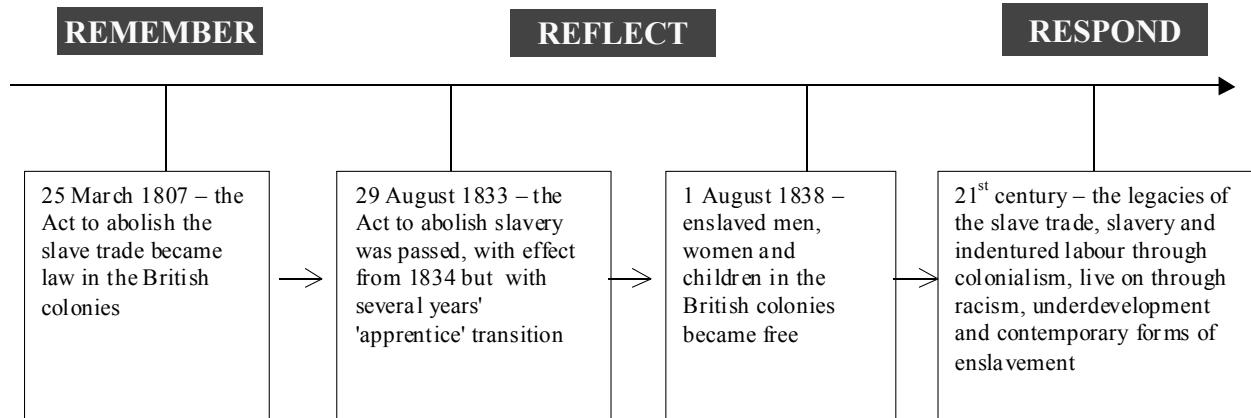 REMEMBER
REFLECT
RESPOND
25 March 1807 – the
Act to abolish the
slave trade became
law in the British
colonies
29 August 1833 – the
Act to abolish slavery
was passed, with effect
from 1834 but with
several years'
'apprentice' transition
1 August 1838 –
enslaved men,
women and
children in the
British colonies
became free
21st century – the legacies of
the slave trade, slavery and
indentured labour through
colonialism, live on through
racism, underdevelopment
and contemporary forms of
enslavement